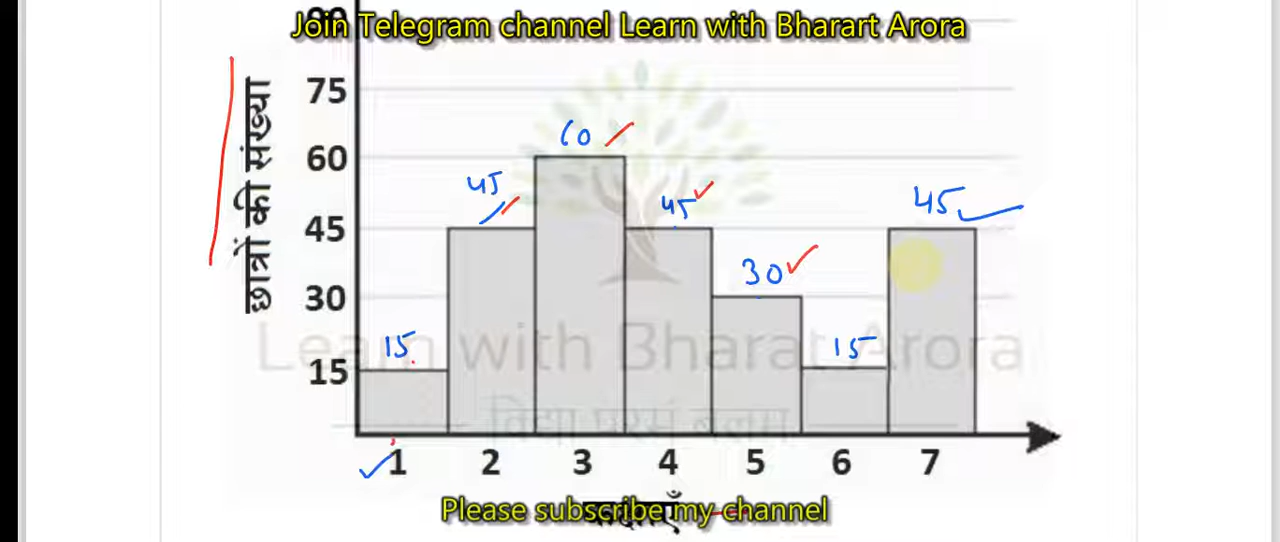 90
Join Telegram channel Learn with Bharart Arora
75
60
60
45
45
45
45
छात्रों की संख्या
30
30
15
15
15
Learn with Bharat Arora
1 2 3 4 5 6 7
Please subscribe my channel